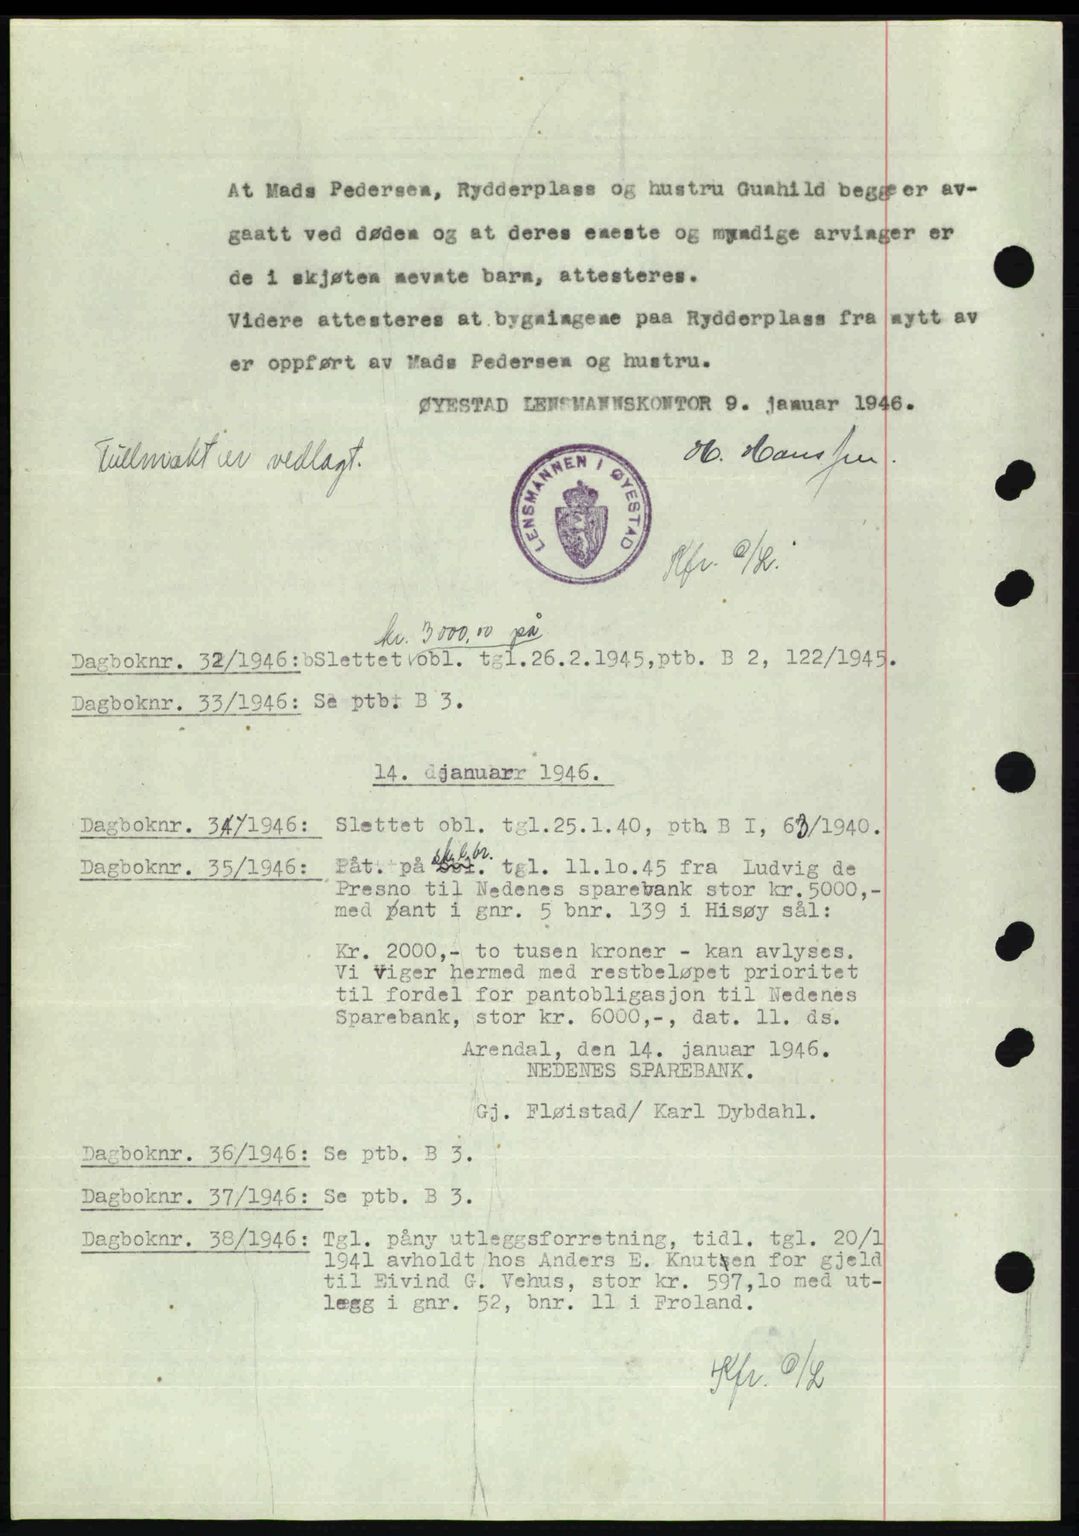 At Mads Pedersen, Rydderplass og hustru Gunhild begge er av-
gaatt ved døden og at deres eneste og myndige arvinger er
de i skjøten nevnte barn, attesteres.
Videre attesteres at bygningene paa Rydderplass fra nytt av
er oppført av Mads Pedersen og hustru.
ØYESTAD LENSMANNSKONTOR 9. januar 1946.
Fullmakt er vedlagt.
H. Hanssen.
LENSMANNEN I ØYESTAD
Kfr. O/L.
kr. 3000,00 på
Dagboknr. 32/1946: Slettet obl. tgl.26.2.1945,ptb. B 2, 122/1945.
Dagboknr. 33/1946: Se ptb. B 3.
14. januar 1946.
Dagboknr. 34/1946: Slettet obl. tgl.25.1.40, ptb. B I, 63/1940.
Dagboknr. 35/1946: Påt. på sk.l.br. tgl. 11.10.45 fra Ludvig de
Presno til Nedenes sparebank stor kr.5000,-
med pant i gnr. 5 bnr. 139 i Hisøy sål:
Kr. 2000,- to tusen kroner - kan avlyses.
Vi viger hermed med restbeløpet prioritet
til fordel for pantobligasjon til Nedenes
Sparebank, stor kr. 6000,-, dat. 11. ds.
Arendal, den 14. januar 1946.
NEDENES SPAREBANK.
Gj. Fløistad/ Karl Dybdahl.
Dagboknr. 36/1946: Se ptb. B 3.
Dagboknr. 37/1946: Se ptb. B 3.
Dagboknr. 38/1946: Tgl. påny utleggsforretning, tidl. tgl. 20/1
1941 avholdt hos Anders E. Knutsen for gjeld
til Eivind G. Vehus, stor kr. 597,10 med ut-
legg i gnr. 52, bnr. 11 i Froland.
Kfr. O/L